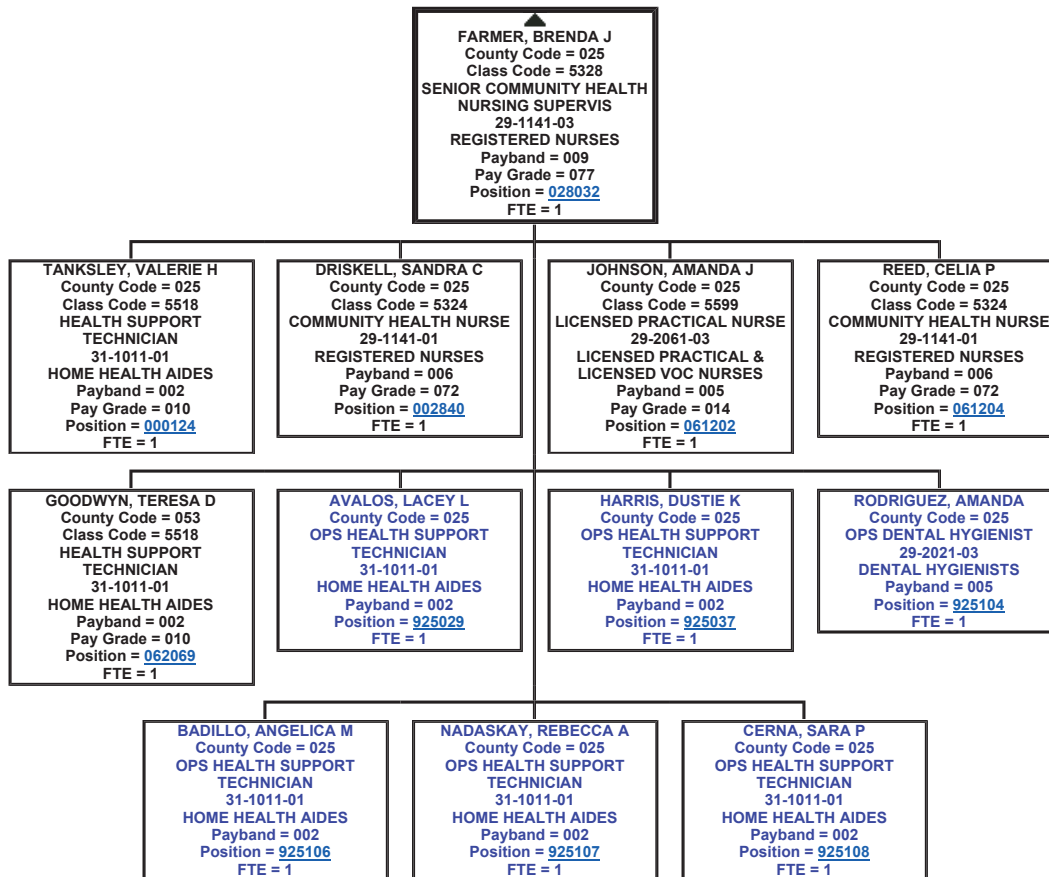 FARMER, BRENDA J
County Code = 025
Class Code = 5328
SENIOR COMMUNITY HEALTH
NURSING SUPERVIS
29-1141-03
REGISTERED NURSES
Payband = 009
Pay Grade = 077
Position = 028032
FTE = 1
TANKSLEY, VALERIE H
County Code = 025
Class Code = 5518
HEALTH SUPPORT
TECHNICIAN
31-1011-01
HOME HEALTH AIDES
Payband = 002
Pay Grade = 010
Position = 000124
FTE = 1
DRISKELL, SANDRA C
County Code = 025
Class Code = 5324
COMMUNITY HEALTH NURSE
29-1141-01
REGISTERED NURSES
Payband = 006
Pay Grade = 072
Position = 002840
FTE = 1
JOHNSON, AMANDA J
County Code = 025
Class Code = 5599
LICENSED PRACTICAL NURSE
29-2061-03
LICENSED PRACTICAL &
LICENSED VOC NURSES
Payband = 005
Pay Grade = 014
Position = 061202
FTE = 1
REED, CELIA P
County Code = 025
Class Code = 5324
COMMUNITY HEALTH NURSE
29-1141-01
REGISTERED NURSES
Payband = 006
Pay Grade = 072
Position = 061204
FTE = 1
GOODWYN, TERESA D
County Code = 053
Class Code = 5518
HEALTH SUPPORT
TECHNICIAN
31-1011-01
HOME HEALTH AIDES
Payband = 002
Pay Grade = 010
Position = 062069
FTE = 1
AVALOS, LACEY L
County Code = 025
OPS HEALTH SUPPORT
TECHNICIAN
31-1011-01
HOME HEALTH AIDES
Payband = 002
Position = 925029
FTE = 1
HARRIS, DUSTIE K
County Code = 025
OPS HEALTH SUPPORT
TECHNICIAN
31-1011-01
HOME HEALTH AIDES
Payband = 002
Position = 925037
FTE = 1
RODRIGUEZ, AMANDA
County Code = 025
OPS DENTAL HYGIENIST
29-2021-03
DENTAL HYGIENISTS
Payband = 005
Position = 925104
FTE = 1
BADILLO, ANGELICA M
County Code = 025
OPS HEALTH SUPPORT
TECHNICIAN
31-1011-01
HOME HEALTH AIDES
Payband = 002
Position = 925106
FTE = 1
NADASKAY, REBECCA A
County Code = 025
OPS HEALTH SUPPORT
TECHNICIAN
31-1011-01
HOME HEALTH AIDES
Payband = 002
Position = 925107
FTE = 1
CERNA, SARA P
County Code = 025
OPS HEALTH SUPPORT
TECHNICIAN
31-1011-01
HOME HEALTH AIDES
Payband = 002
Position = 925108
FTE = 1